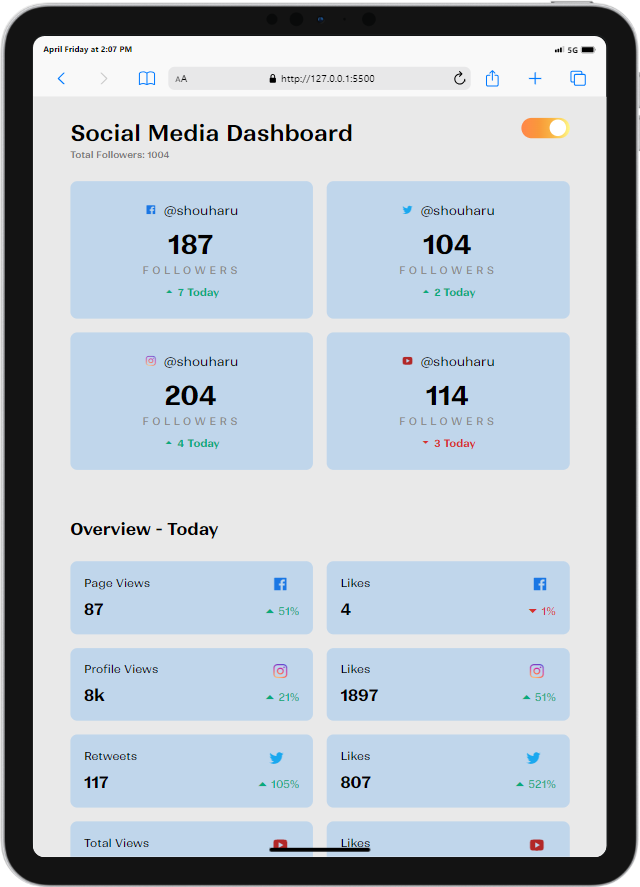 April Friday at 2:07 PM
5G
AA
http://127.0.0.1:5500
Social Media Dashboard
Total Followers: 1004
@shouharu
187
FOLLOWERS
7 Today
@shouharu
104
FOLLOWERS
2 Today
@shouharu
204
FOLLOWERS
4 Today
@shouharu
114
FOLLOWERS
3 Today
Overview - Today
Page Views
87
51%
Likes
4
1%
Profile Views
8k
21%
Likes
1897
51%
Retweets
117
105%
Likes
807
521%
Total Views
Likes